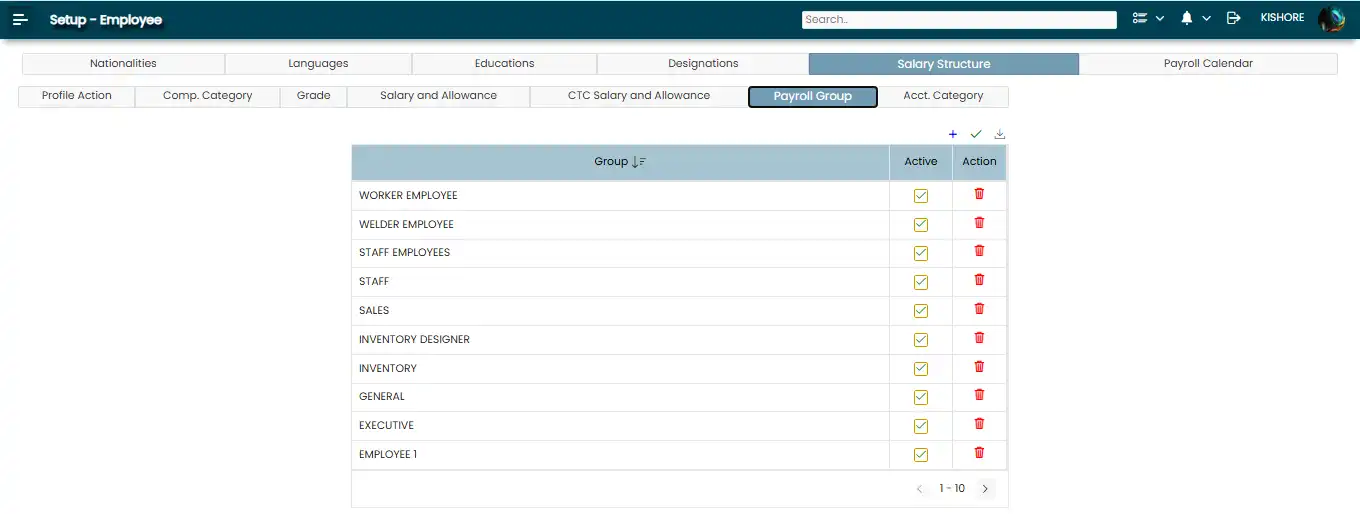 Setup - Employee
Search..
KISHORE
Nationalities Languages Educations Designations Salary Structure Payroll Calendar
Profile Action Comp. Category Grade Salary and Allowance CTC Salary and Allowance Payroll Group Acct. Category
Group Active Action
WORKER EMPLOYEE
WELDER EMPLOYEE
STAFF EMPLOYEES
STAFF
SALES
INVENTORY DESIGNER
INVENTORY
GENERAL
EXECUTIVE
EMPLOYEE 1
1 - 10